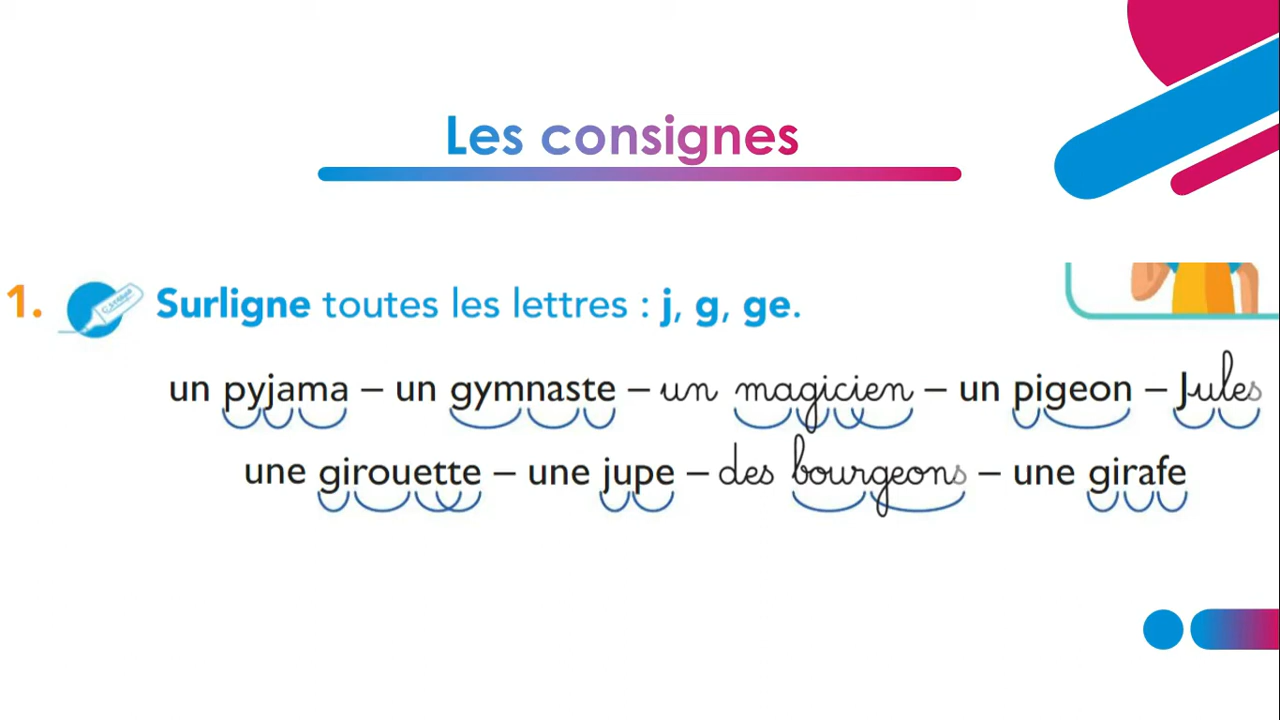 Les consignes
1. Surligne toutes les lettres : j, g, ge.
un pyjama – un gymnaste – un magicien – un pigeon – Jules
une girouette – une jupe – des bourgeons – une girafe